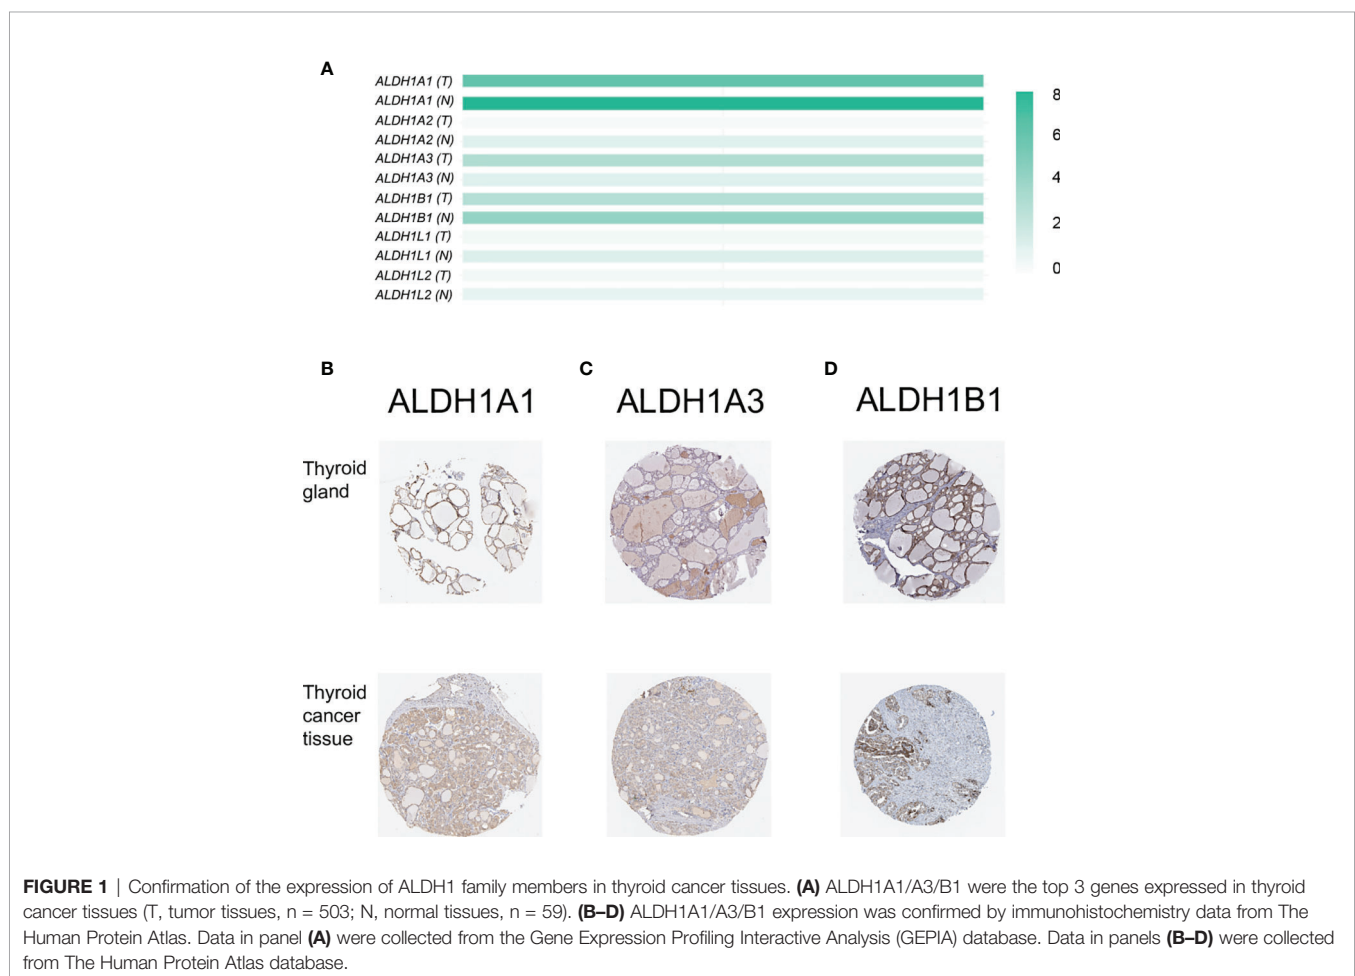 A
ALDH1A1 (T)
ALDH1A1 (N)
ALDH1A2 (T)
ALDH1A2 (N)
ALDH1A3 (T)
ALDH1A3 (N)
ALDH1B1 (T)
ALDH1B1 (N)
ALDH1L1 (T)
ALDH1L1 (N)
ALDH1L2 (T)
ALDH1L2 (N)
8
6
4
2
0
B
C
D
ALDH1A1
ALDH1A3
ALDH1B1
Thyroid
gland
Thyroid
cancer
tissue
FIGURE 1 | Confirmation of the expression of ALDH1 family members in thyroid cancer tissues. (A) ALDH1A1/A3/B1 were the top 3 genes expressed in thyroid
cancer tissues (T, tumor tissues, n = 503; N, normal tissues, n = 59). (B–D) ALDH1A1/A3/B1 expression was confirmed by immunohistochemistry data from The
Human Protein Atlas. Data in panel (A) were collected from the Gene Expression Profiling Interactive Analysis (GEPIA) database. Data in panels (B–D) were collected
from The Human Protein Atlas database.